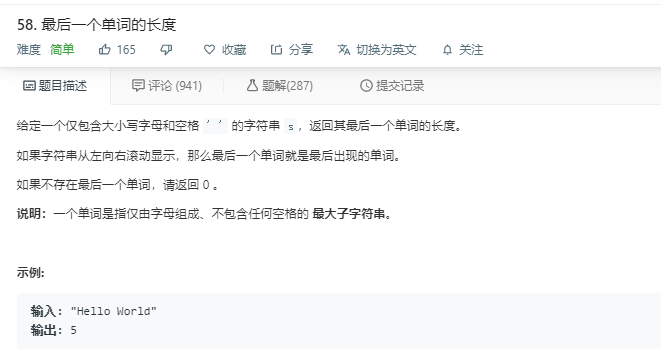 58. 最后一个单词的长度
难度 简单 165 收藏 分享 切换为英文 关注
题目描述 评论 (941) 题解(287) 提交记录
给定一个仅包含大小写字母和空格 ' ' 的字符串 s，返回其最后一个单词的长度。
如果字符串从左向右滚动显示，那么最后一个单词就是最后出现的单词。
如果不存在最后一个单词，请返回 0 。
说明：一个单词是指仅由字母组成、不包含任何空格的 最大子字符串。
示例:
输入: "Hello World"
输出: 5